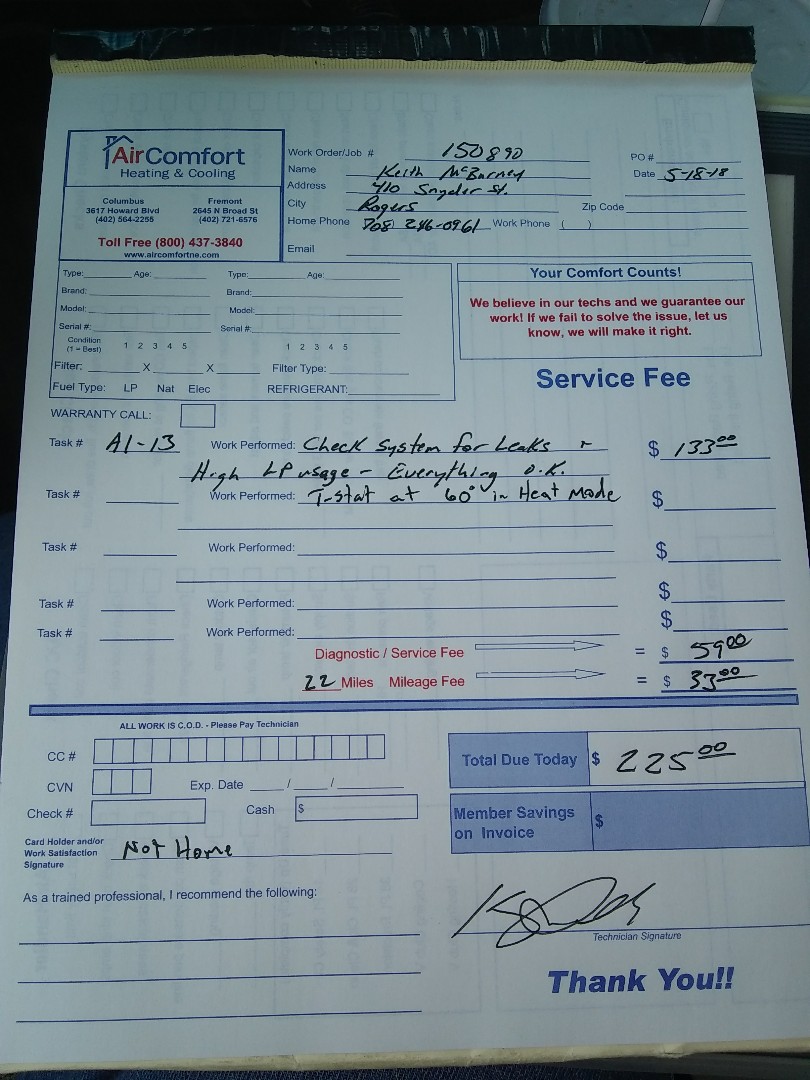 AirComfort
Heating & Cooling
Columbus
3617 Howard Blvd
(402) 564-2255
Fremont
2645 N Broad St
(402) 721-6576
Toll Free (800) 437-3840
www.aircomfortne.com
Work Order/Job # 150890
PO #
Name Keith McBurney
Date 5-18-18
Address 410 Snyder St.
City Rogers
Zip Code
Home Phone 308) 246-0961 Work Phone ( )
Email
Type: Age: Type: Age:
Brand: Brand:
Model: Model:
Serial #: Serial #:
Condition
(1 = Best) 1 2 3 4 5 1 2 3 4 5
Filter: X X Filter Type:
Fuel Type: LP Nat Elec REFRIGERANT:
Your Comfort Counts!
We believe in our techs and we guarantee our
work! If we fail to solve the issue, let us
know, we will make it right.
Service Fee
WARRANTY CALL:
Task # A1-13 Work Performed: Check System for Leaks + $ 133.00
High LP usage - Everything O.K.
Task # Work Performed: T-stat at 60° in Heat Mode $
Task # Work Performed: $
$
Task # Work Performed: $
Task # Work Performed:
Diagnostic / Service Fee = $ 59.00
22 Miles Mileage Fee = $ 33.00
ALL WORK IS C.O.D. - Please Pay Technician
CC #
CVN Exp. Date / /
Check # Cash $
Total Due Today $ 225.00
Member Savings
on Invoice $
Card Holder and/or
Work Satisfaction
Signature Not Home
As a trained professional, I recommend the following:
Technician Signature
Thank You!!